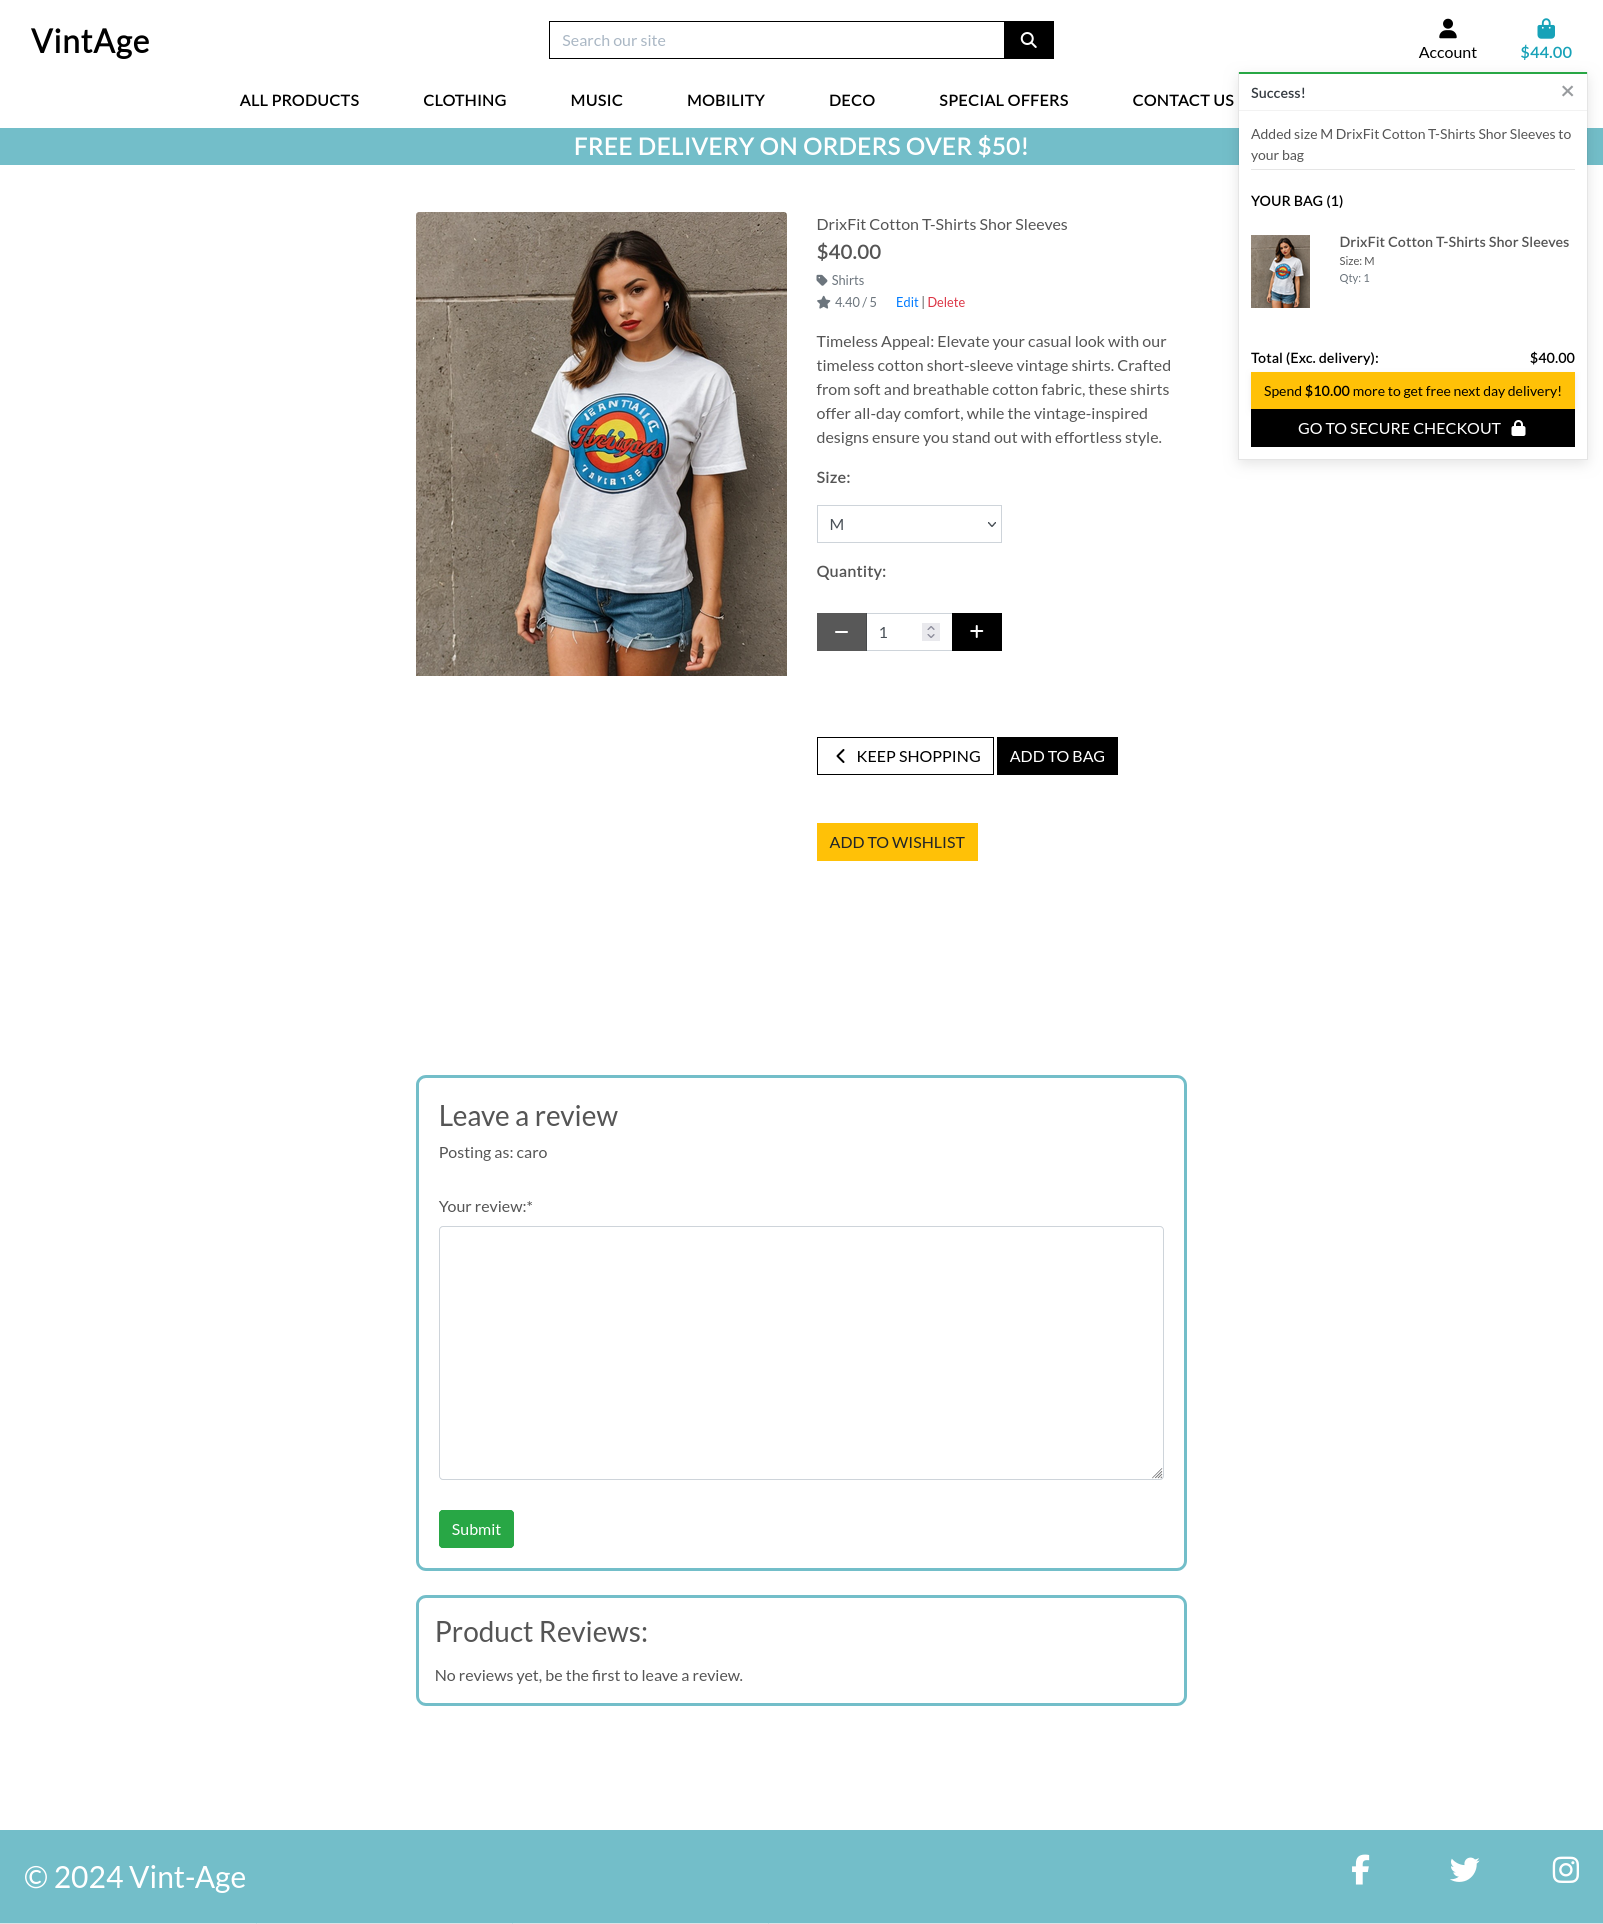 VintAge
Search our site
Account
$44.00
ALL PRODUCTS
CLOTHING
MUSIC
MOBILITY
DECO
SPECIAL OFFERS
CONTACT US
FREE DELIVERY ON ORDERS OVER $50!
Success!
Added size M DrixFit Cotton T-Shirts Shor Sleeves to
your bag
YOUR BAG (1)
DrixFit Cotton T-Shirts Shor Sleeves
Size: M
Qty: 1
Total (Exc. delivery):
$40.00
Spend $10.00 more to get free next day delivery!
GO TO SECURE CHECKOUT
DrixFit Cotton T-Shirts Shor Sleeves
$40.00
Shirts
4.40 / 5
Edit | Delete
Timeless Appeal: Elevate your casual look with our
timeless cotton short-sleeve vintage shirts. Crafted
from soft and breathable cotton fabric, these shirts
offer all-day comfort, while the vintage-inspired
designs ensure you stand out with effortless style.
Size:
M
Quantity:
1
KEEP SHOPPING
ADD TO BAG
ADD TO WISHLIST
Leave a review
Posting as: caro
Your review:*
Submit
Product Reviews:
No reviews yet, be the first to leave a review.
© 2024 Vint-Age